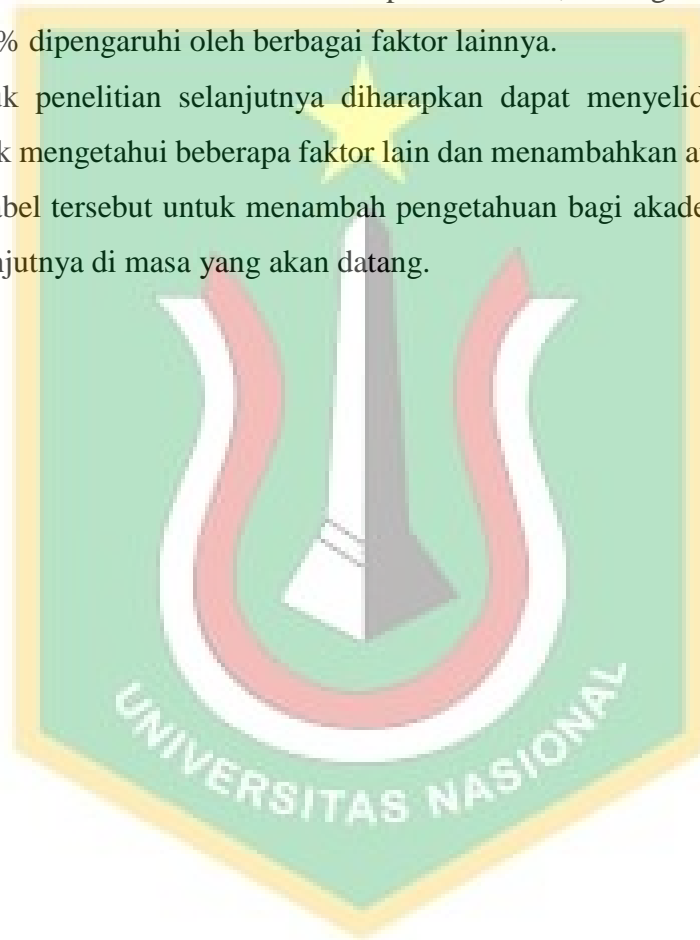 % dipengaruhi oleh berbagai faktor lainnya.
penelitian selanjutnya diharapkan dapat
mengetahui beberapa faktor lain dan menambahkan
tersebut untuk menambah pengetahuan bagi
di masa yang akan datang.
UNIVERSITAS NASIONAL